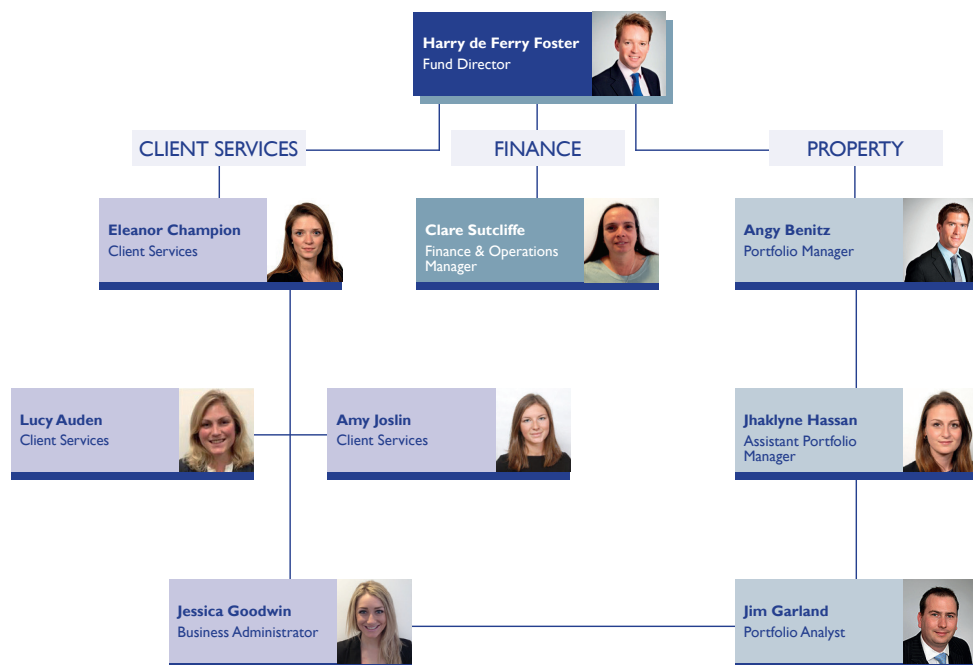 Harry de Ferry Foster
Fund Director
CLIENT SERVICES
FINANCE
PROPERTY
Eleanor Champion
Client Services
Clare Sutcliffe
Finance & Operations
Manager
Angy Benitz
Portfolio Manager
Lucy Auden
Client Services
Amy Joslin
Client Services
Jhaklyne Hassan
Assistant Portfolio
Manager
Jessica Goodwin
Business Administrator
Jim Garland
Portfolio Analyst